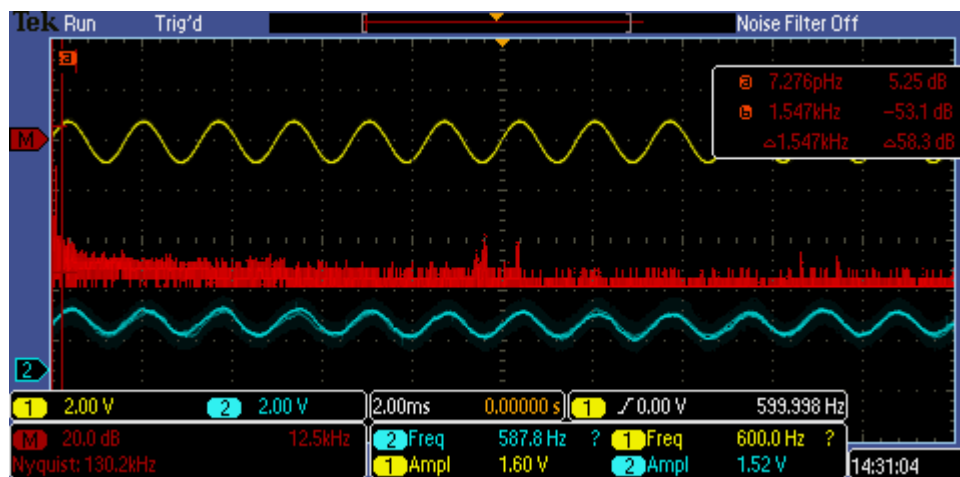 Tek Run Trig'd Noise Filter Off
a
a 7.276pHz 5.25 dB
b 1.547kHz −53.1 dB
△1.547kHz △58.3 dB
M
2
1 2.00 V 2 2.00 V 2.00ms 0.00000 s 1 0.00 V 599.998 Hz
M 20.0 dB 12.5kHz 2 Freq 587.8 Hz ? 1 Freq 600.0 Hz ?
Nyquist: 130.2kHz 1 Ampl 1.60 V 2 Ampl 1.52 V 14:31:04